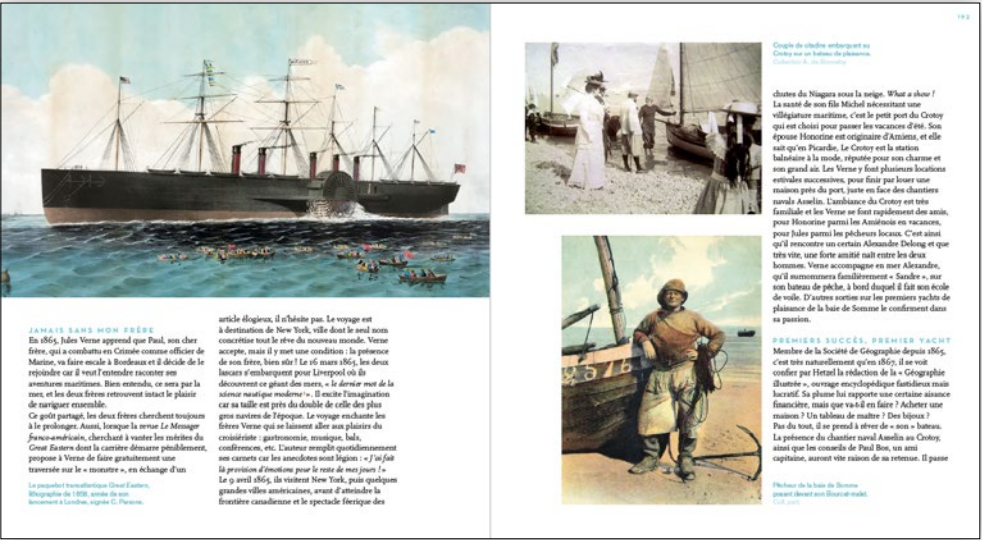 JAMAIS SANS MON FRÈRE
En 1865, Jules Verne apprend que Paul, son cher
frère, qui a combattu en Crimée comme officier de
Marine, va faire escale à Bordeaux et il décide de le
rejoindre car il veut l'entendre raconter ses
aventures maritimes. Bien entendu, ce sera par la
mer, et les deux frères retrouvent intact le plaisir
de naviguer ensemble.
Ce goût partagé, les deux frères cherchent toujours
à le prolonger. Aussi, lorsque la revue Le Messager
franco-américain, cherchant à vanter les mérites du
Great Eastern dont la carrière démarre péniblement,
propose à Verne de faire gratuitement une
traversée sur le « monstre », en échange d'un
Le paquebot transatlantique Great Eastern,
lithographie de 1858, année de son
lancement à Londres, signée C. Parsons.
article élogieux, il n'hésite pas. Le voyage est
à destination de New York, ville dont le seul nom
concrétise tout le rêve du nouveau monde. Verne
accepte, mais il y met une condition : la présence
de son frère, bien sûr ! Le 16 mars 1865, les deux
lascars s'embarquent pour Liverpool où ils
découvrent ce géant des mers, « le dernier mot de la
science nautique moderne ». Il excite l'imagination
car sa taille est près du double de celle des plus
gros navires de l'époque. Le voyage enchante les
frères Verne qui se laissent aller aux plaisirs du
croisiériste : gastronomie, musique, bals,
conférences, etc. L'auteur remplit quotidiennement
ses carnets car les anecdotes sont légion : « J'ai fait
là provision d'émotions pour le reste de mes jours ! »
Le 9 avril 1865, ils visitent New York, puis quelques
grandes villes américaines, avant d'atteindre la
frontière canadienne et le spectacle féerique des
Couple de citadins embarquant au
Crotoy sur un bateau de plaisance.
chutes du Niagara sous la neige. What a show !
La santé de son fils Michel nécessitant une
villégiature maritime, c'est le petit port du Crotoy
qui est choisi pour passer les vacances d'été. Son
épouse Honorine est originaire d'Amiens, et elle
sait qu'en Picardie, Le Crotoy est la station
balnéaire à la mode, réputée pour son charme et
son grand air. Les Verne y font plusieurs locations
estivales successives, pour finir par louer une
maison près du port, juste en face des chantiers
navals Asselin. L'ambiance du Crotoy est très
familiale et les Verne se font rapidement des amis,
pour Honorine parmi les Amiénois en vacances,
pour Jules parmi les pêcheurs locaux. C'est ainsi
qu'il rencontre un certain Alexandre Delong et que
très vite, une forte amitié naît entre les deux
hommes. Verne accompagne en mer Alexandre,
qu'il surnommera familièrement « Sandre », sur
son bateau de pêche, à bord duquel il fait son école
de voile. D'autres sorties sur les premiers yachts de
plaisance de la baie de Somme le confirment dans
sa passion.
PREMIERS SUCCÈS, PREMIER YACHT
Membre de la Société de Géographie depuis 1865,
c'est très naturellement qu'en 1867, il se voit
confier par Hetzel la rédaction de la « Géographie
illustrée », ouvrage encyclopédique fastidieux mais
lucratif. Sa plume lui rapporte une certaine aisance
financière, mais que va-t-il en faire ? Acheter une
maison ? Un tableau de maître ? Des bijoux ?
Pas du tout, il se prend à rêver de « son » bateau.
La présence du chantier naval Asselin au Crotoy,
ainsi que les conseils de Paul Bos, un ami
capitaine, auront vite raison de sa retenue. Il passe
Pêcheur de la baie de Somme
posant devant son Bourcet-malet.